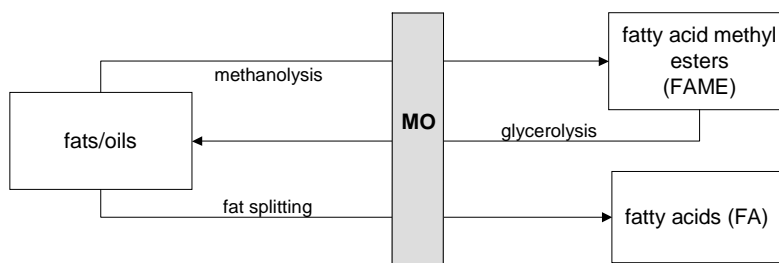 fatty acid methyl
esters
(FAME)
methanolysis
MO
fats/oils
glycerolysis
fat splitting
fatty acids (FA)